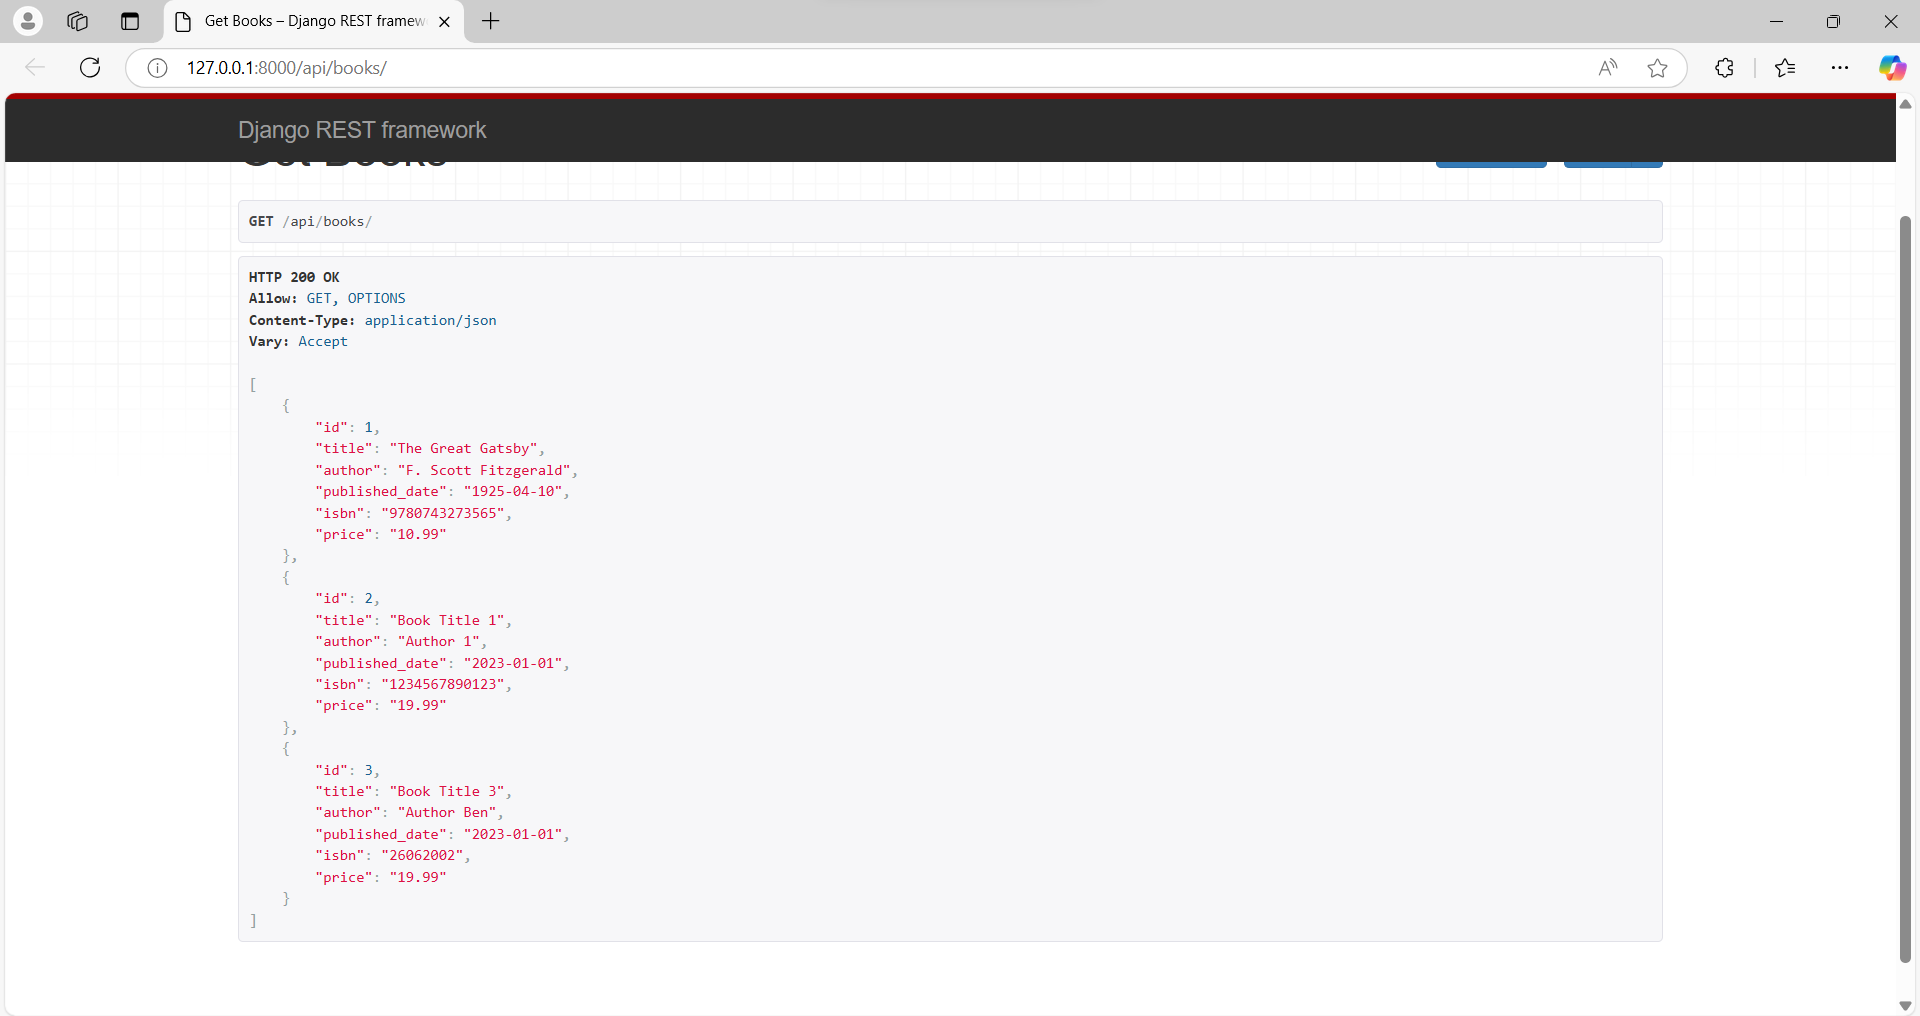 Get Books – Django REST framew
127.0.0.1:8000/api/books/
Django REST framework
GET /api/books/
HTTP 200 OK
Allow: GET, OPTIONS
Content-Type: application/json
Vary: Accept
[
    {
        "id": 1,
        "title": "The Great Gatsby",
        "author": "F. Scott Fitzgerald",
        "published_date": "1925-04-10",
        "isbn": "9780743273565",
        "price": "10.99"
    },
    {
        "id": 2,
        "title": "Book Title 1",
        "author": "Author 1",
        "published_date": "2023-01-01",
        "isbn": "1234567890123",
        "price": "19.99"
    },
    {
        "id": 3,
        "title": "Book Title 3",
        "author": "Author Ben",
        "published_date": "2023-01-01",
        "isbn": "26062002",
        "price": "19.99"
    }
]